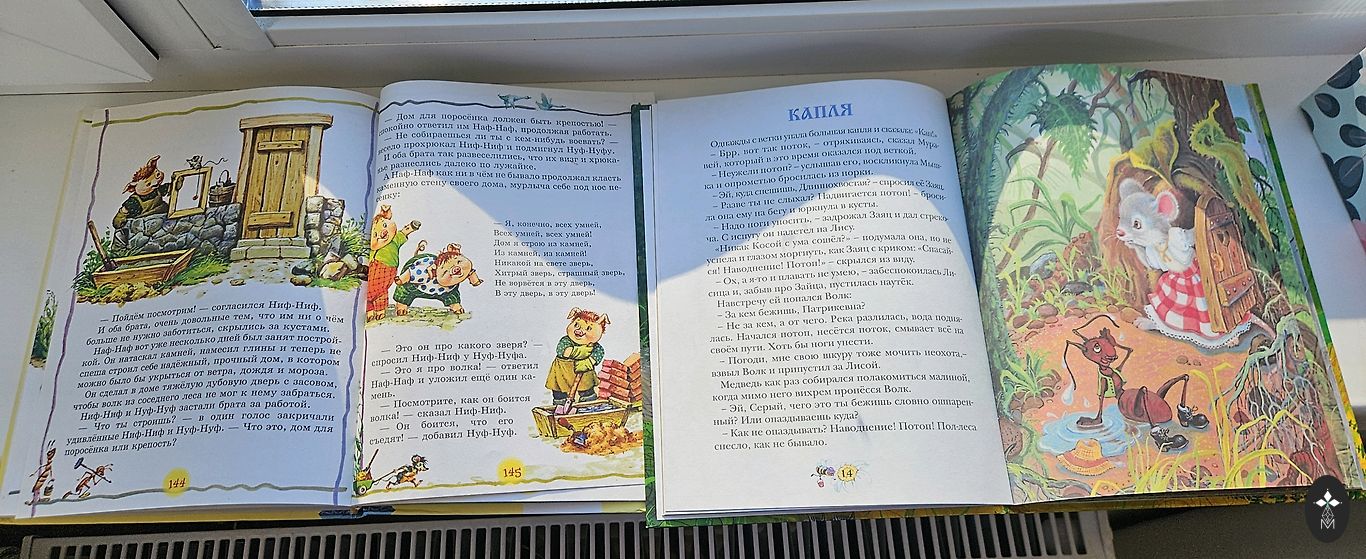 — Пойдём посмотрим! — согласился Ниф-Ниф.
И оба брата, очень довольные тем, что им ни о чём
больше не нужно заботиться, скрылись за кустами.
Наф-Наф вот уже несколько дней был занят построй-
кой. Он натаскал камней, намесил глины и теперь не
спеша строил себе надёжный, прочный дом, в котором
можно было бы укрыться от ветра, дождя и мороза.
Он сделал в доме тяжёлую дубовую дверь с засовом,
чтобы волк из соседнего леса не мог к нему забраться.
Ниф-Ниф и Нуф-Нуф застали брата за работой.
— Что ты строишь? — в один голос закричали
удивлённые Ниф-Ниф и Нуф-Нуф. — Что это, дом для
поросёнка или крепость?
144
— Дом для поросёнка должен быть крепостью! —
спокойно ответил им Наф-Наф, продолжая работать.
— Не собираешься ли ты с кем-нибудь воевать? —
весело прохрюкал Ниф-Ниф и подмигнул Нуф-Нуфу.
И оба брата так развеселились, что их визг и хрюка-
нье разнеслись далеко по лужайке.
А Наф-Наф как ни в чём не бывало продолжал класть
каменную стену своего дома, мурлыча себе под нос пе-
сенку:
— Я, конечно, всех умней,
Всех умней, всех умней!
Дом я строю из камней,
Из камней, из камней!
Никакой на свете зверь,
Хитрый зверь, страшный зверь,
Не ворвётся в эту дверь,
В эту дверь, в эту дверь!
— Это он про какого зверя? —
спросил Ниф-Ниф у Нуф-Нуфа.
— Это я про волка! — ответил
Наф-Наф и уложил ещё один ка-
мень.
— Посмотрите, как он боится
волка! — сказал Ниф-Ниф.
— Он боится, что его
съедят! — добавил Нуф-Нуф.
145
КАПЛЯ
Однажды с ветки упала большая капля и сказала: «Кап!»
– Брр, вот так поток, – отряхиваясь, сказал Мура-
вей, который в это время оказался под веткой.
– Неужели потоп? – услышав его, воскликнула Мыш-
ка и опрометью бросилась из норки.
– Эй, куда спешишь, Длиннохвостая? – спросил её Заяц.
– Разве ты не слыхал? Надвигается потоп! – броси-
ла она ему на бегу и юркнула в кусты.
– Надо ноги уносить, – задрожал Заяц и дал стрекo-
ча. С испугу он налетел на Лису.
«Никак Косой с ума сошёл?» – подумала она, но не
успела и глазом моргнуть, как Заяц с криком: «Спасай-
ся! Наводнение! Потоп!» – скрылся из виду.
– Ох, а я-то и плавать не умею, – забеспокоилась Ли-
сица и, забыв про Зайца, пустилась наутёк.
Навстречу ей попался Волк:
– За кем бежишь, Патрикевна?
– Не за кем, а от чего. Река разлилась, вода подня-
лась. Начался потоп, несётся поток, смывает всё на
своём пути. Хоть бы ноги унести.
– Погоди, мне свою шкуру тоже мочить неохота, –
взвыл Волк и припустил за Лисой.
Медведь как раз собирался полакомиться малиной,
когда мимо него вихрем пронёсся Волк.
– Эй, Серый, чего это ты бежишь словно ошпарен-
ный? Или опаздываешь куда?
– Как не опаздывать? Наводнение! Потоп! Пол-леса
снесло, как не бывало.
14
M